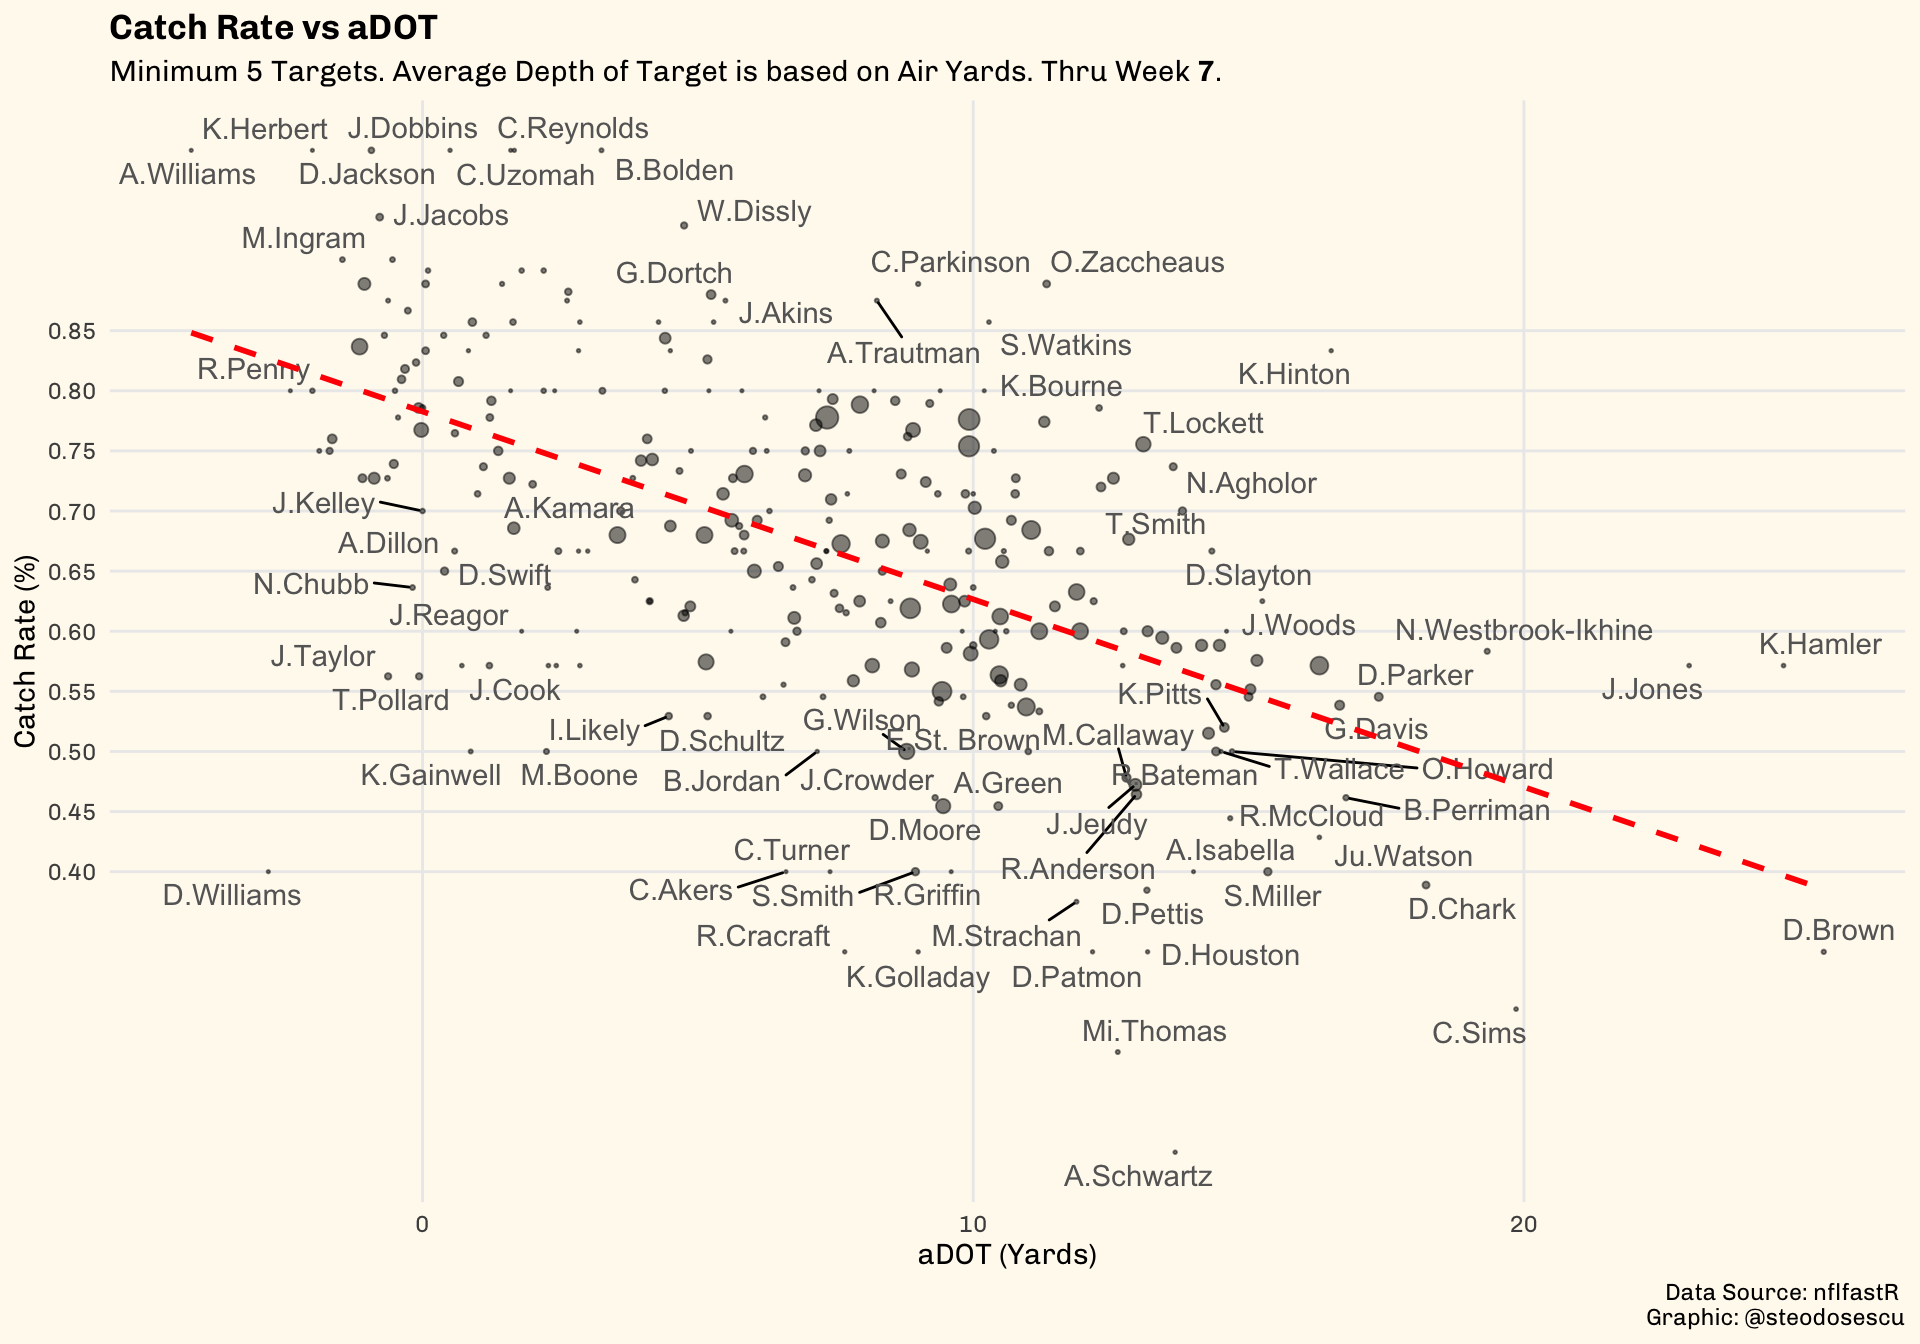 Catch Rate vs aDOT
Minimum 5 Targets. Average Depth of Target is based on Air Yards. Thru Week 7.
K.Herbert J.Dobbins C.Reynolds
A.Williams D.Jackson C.Uzomah B.Bolden
J.Jacobs W.Dissly
M.Ingram
G.Dortch C.Parkinson O.Zaccheaus
J.Akins
0.85
A.Trautman S.Watkins
R.Penny K.Hinton
0.80
K.Bourne
T.Lockett
0.75
N.Agholor
J.Kelley A.Kamara
0.70
T.Smith
A.Dillon
0.65
N.Chubb D.Swift D.Slayton
J.Reagor
0.60
J.Woods N.Westbrook-Ikhine K.Hamler
J.Taylor
D.Parker
0.55
T.Pollard J.Cook K.Pitts J.Jones
I.Likely G.Wilson G.Davis
D.Schultz E.St. Brown M.Callaway
0.50
K.Gainwell M.Boone B.Jordan J.Crowder A.Green R.Bateman T.Wallace O.Howard
0.45
D.Moore J.Jeudy R.McCloud B.Perriman
C.Turner A.Isabella Ju.Watson
0.40
R.Anderson
D.Williams C.Akers S.Smith R.Griffin D.Pettis S.Miller D.Chark
R.Cracraft M.Strachan D.Brown
D.Houston
K.Golladay D.Patmon
Mi.Thomas C.Sims
A.Schwartz
Catch Rate (%)
0 10 20
aDOT (Yards)
Data Source: nflfastR
Graphic: @steodosescu